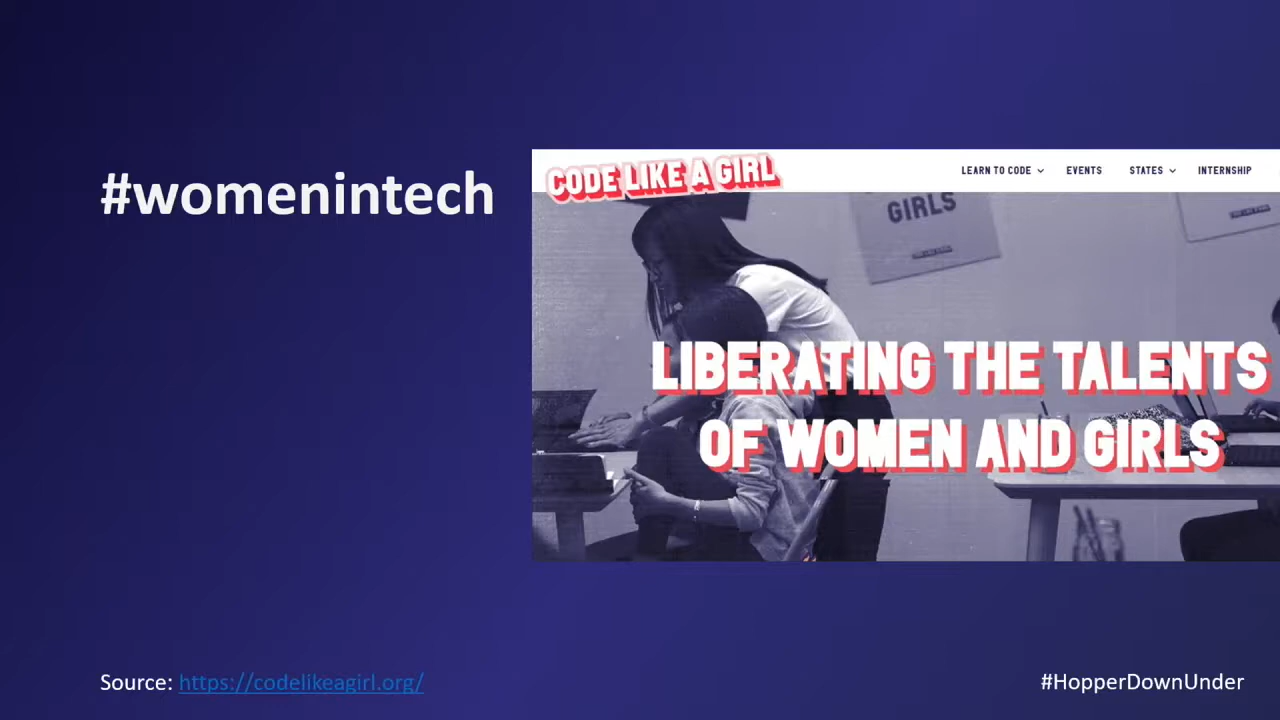 #womenintech
CODE LIKE A GIRL
LEARN TO CODE
EVENTS
STATES
INTERNSHIP
GIRLS
LIBERATING THE TALENTS
OF WOMEN AND GIRLS
Source: https://codelikeagirl.org/
#HopperDownUnder